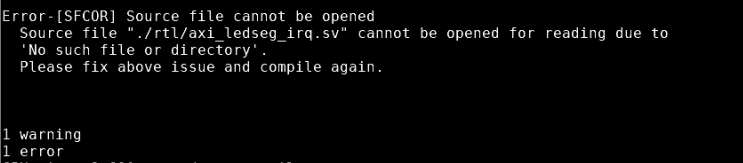 Error-[SFCOR] Source file cannot be opened
Source file "./rtl/axi_ledseg_irq.sv" cannot be opened for reading due to
'No such file or directory'.
Please fix above issue and compile again.
1 warning
1 error